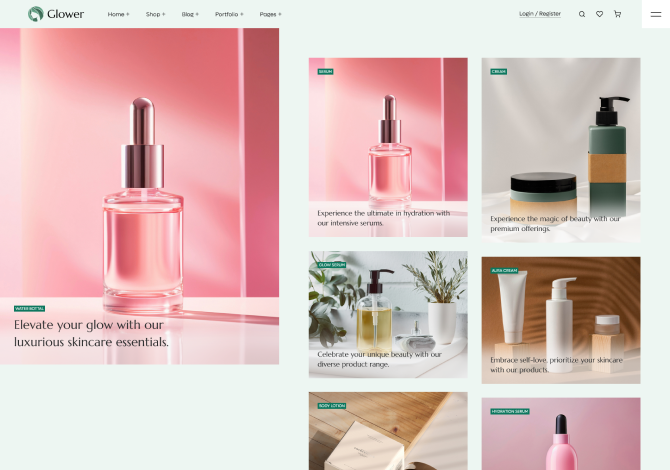 Glower
Home +
Shop +
Blog +
Portfolio +
Pages +
Login / Register
WATER BOTTAL
Elevate your glow with our
luxurious skincare essentials.
SERUM
Experience the ultimate in hydration with
our intensive serums.
CREAM
Experience the magic of beauty with our
premium offerings.
GLOW SERUM
Celebrate your unique beauty with our
diverse product range.
ALRA CREAM
Embrace self-love, prioritize your skincare
with our products.
BODY LOTION
HYDRATION SERUM